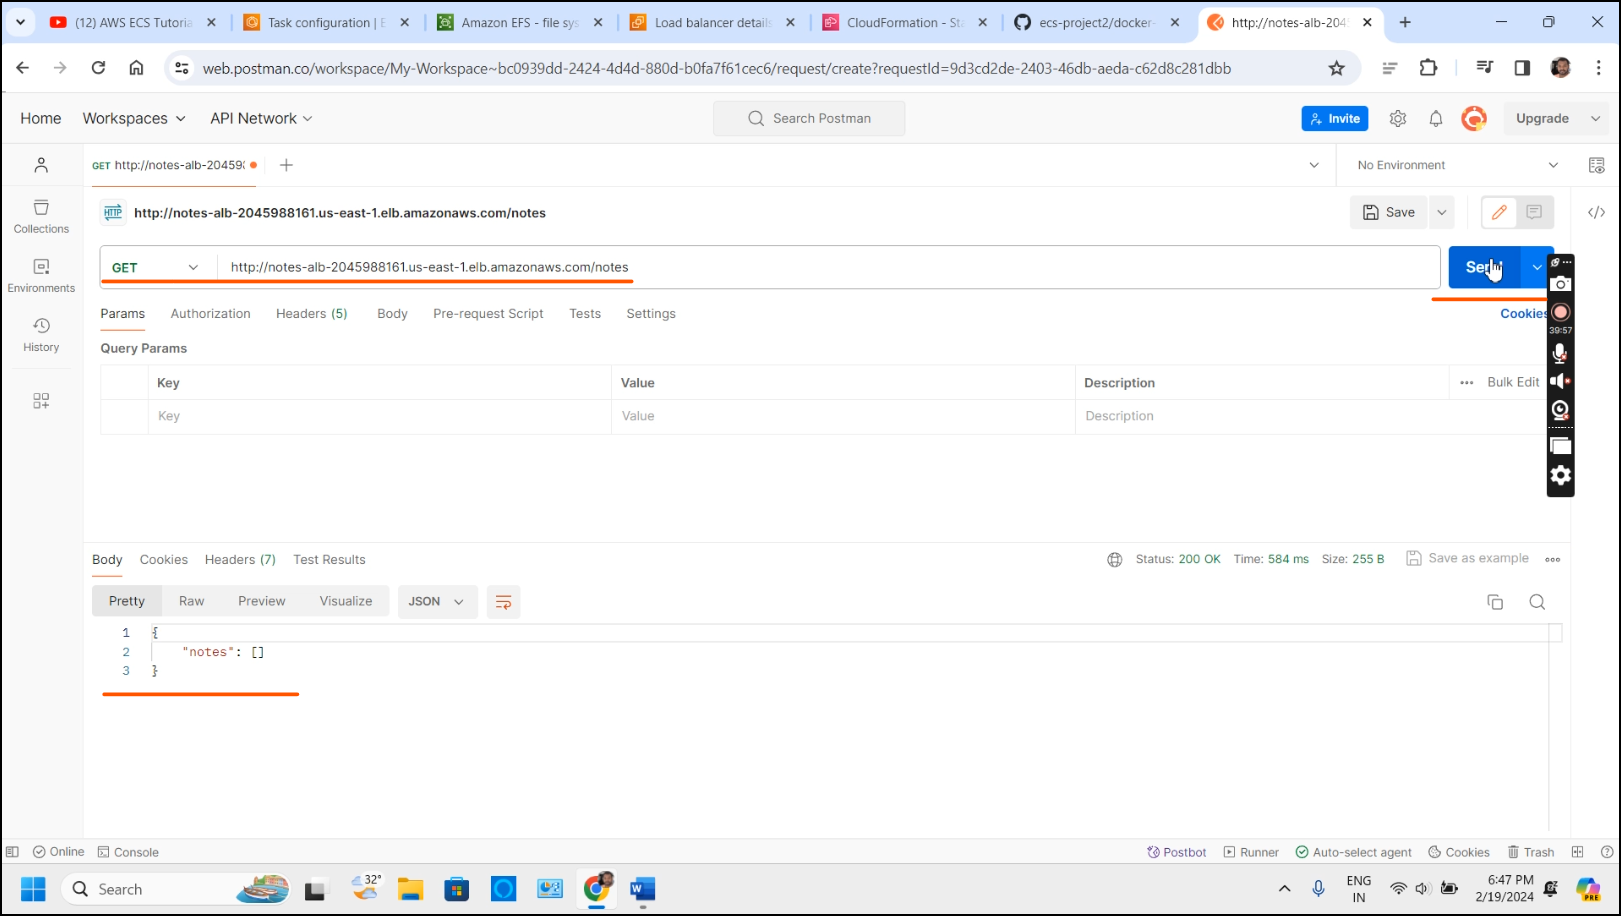 (12) AWS ECS Tutoria
Task configuration | E
Amazon EFS - file sys
Load balancer details
CloudFormation - Sta
ecs-project2/docker-
http://notes-alb-2045
web.postman.co/workspace/My-Workspace~bc0939dd-2424-4d4d-880d-b0fa7f61cec6/request/create?requestId=9d3cd2de-2403-46db-aeda-c62d8c281dbb
Home Workspaces API Network Search Postman Invite Upgrade
GET http://notes-alb-20459 No Environment
HTTP http://notes-alb-2045988161.us-east-1.elb.amazonaws.com/notes Save
Collections
GET http://notes-alb-2045988161.us-east-1.elb.amazonaws.com/notes
Environments
Params Authorization Headers (5) Body Pre-request Script Tests Settings Cookies
39:57
History
Query Params
Key Value Description Bulk Edit
Key Value Description
Body Cookies Headers (7) Test Results Status: 200 OK Time: 584 ms Size: 255 B Save as example
Pretty Raw Preview Visualize JSON
1 {
2 "notes": []
3 }
Online Console Postbot Runner Auto-select agent Cookies Trash
Search 32° ENG 6:47 PM
IN 2/19/2024
PRE